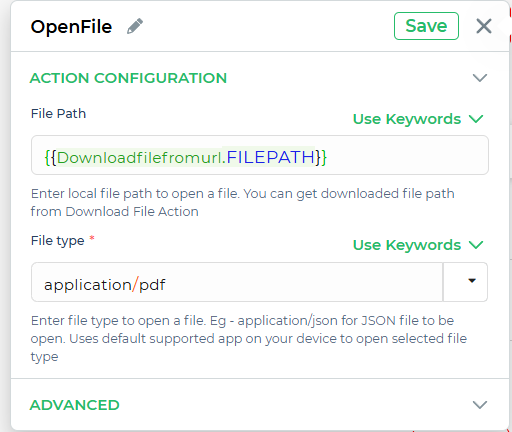 OpenFile
Save
ACTION CONFIGURATION
File Path
Use Keywords
{{Downloadfilefromurl.FILEPATH}}
Enter local file path to open a file. You can get downloaded file path
from Download File Action
File type *
Use Keywords
application/pdf
Enter file type to open a file. Eg - application/json for JSON file to be
open. Uses default supported app on your device to open selected file
type
ADVANCED